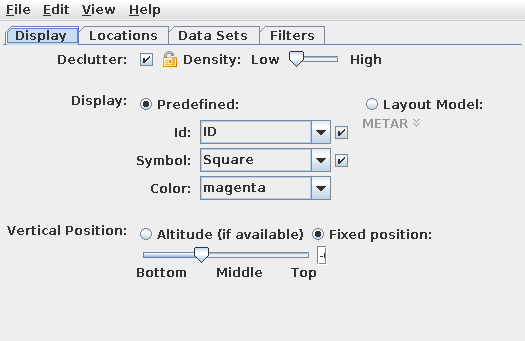 File Edit View Help
Display Locations Data Sets Filters
Declutter: Density: Low High
Display: Predefined: Layout Model:
Id: ID METAR
Symbol: Square
Color: magenta
Vertical Position: Altitude (if available) Fixed position:
Bottom Middle Top